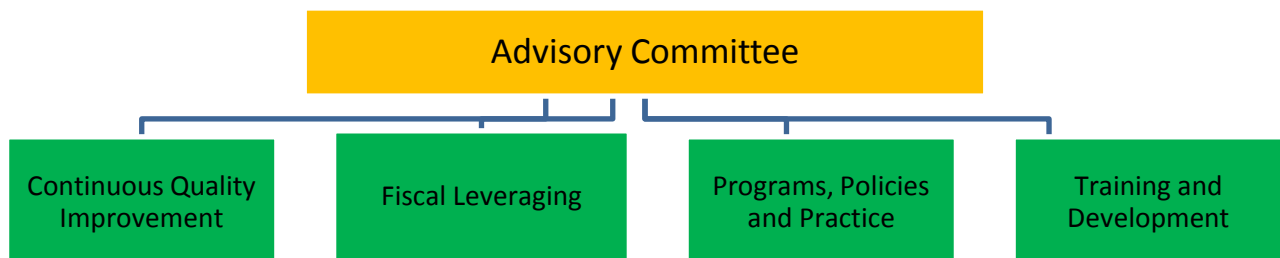 Advisory Committee
Continuous Quality
Improvement
Fiscal Leveraging
Programs, Policies
and Practice
Training and
Development